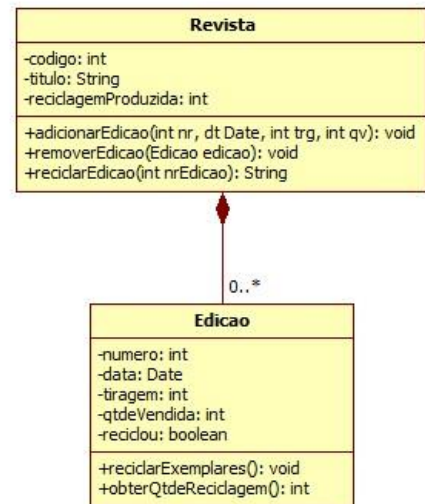 Revista
-codigo: int
-titulo: String
-reciclagemProduzida: int
+adicionarEdicao(int nr, dt Date, int trg, int qv): void
+removerEdicao(Edicao edicao): void
+reciclarEdicao(int nrEdicao): String
0..*
Edicao
-numero: int
-data: Date
-tiragem: int
-qtdeVendida: int
-reciclou: boolean
+reciclarExemplares(): void
+obterQtdeReciclagem(): int